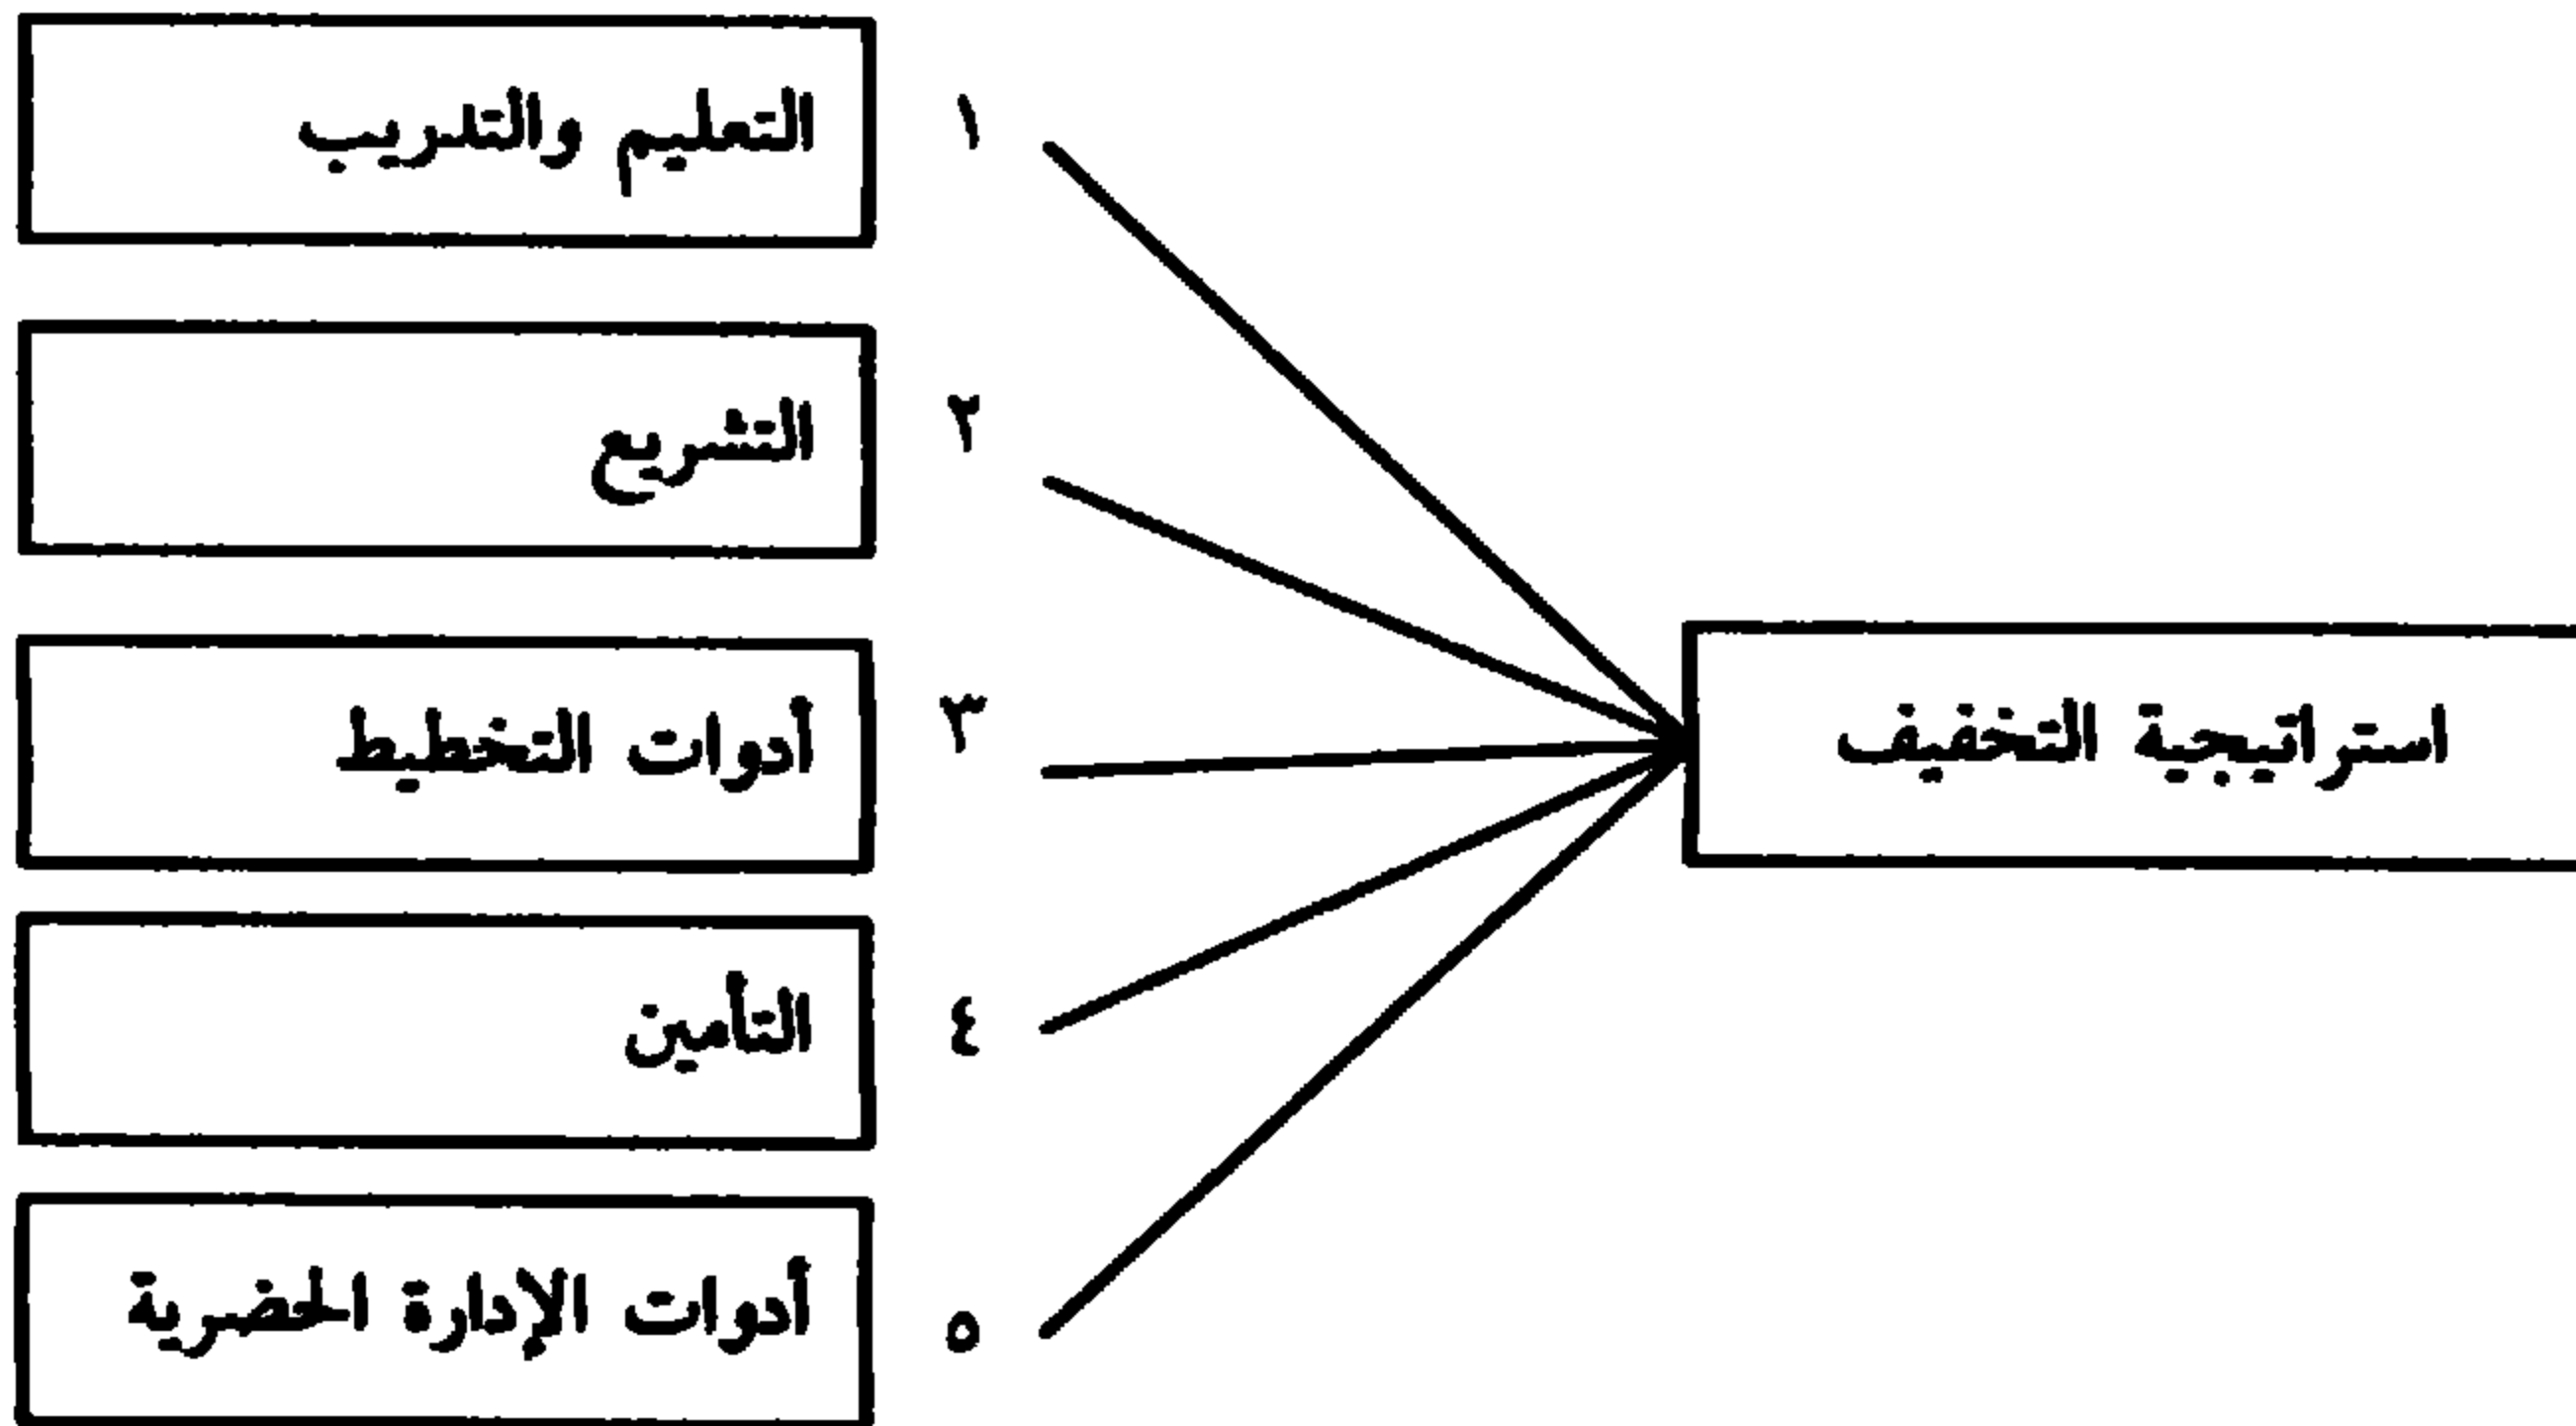 ١ التعليم والتدريب
٢ التشريع
استراتيجية التخفيف
٣ أدوات التخطيط
٤ التأمين
٥ أدوات الإدارة الحضرية